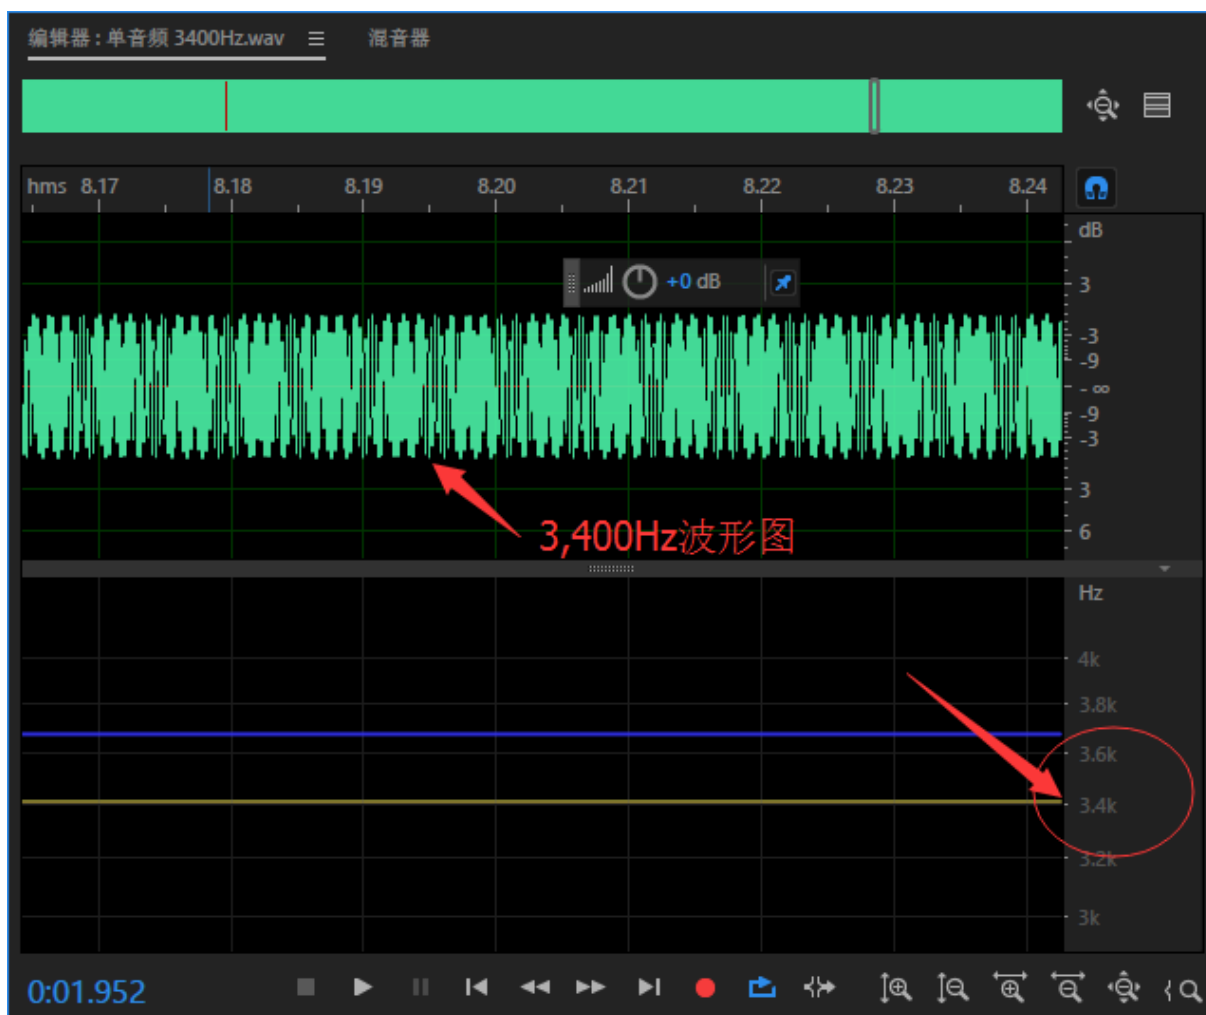 编辑器 : 单音频 3400Hz.wav ☰ 混音器
hms 8.17 8.18 8.19 8.20 8.21 8.22 8.23 8.24
dB
+0 dB
3
-3
-9
- ∞
-9
-3
3
6
3,400Hz波形图
Hz
4k
3.8k
3.6k
3.4k
3.2k
3k
0:01.952